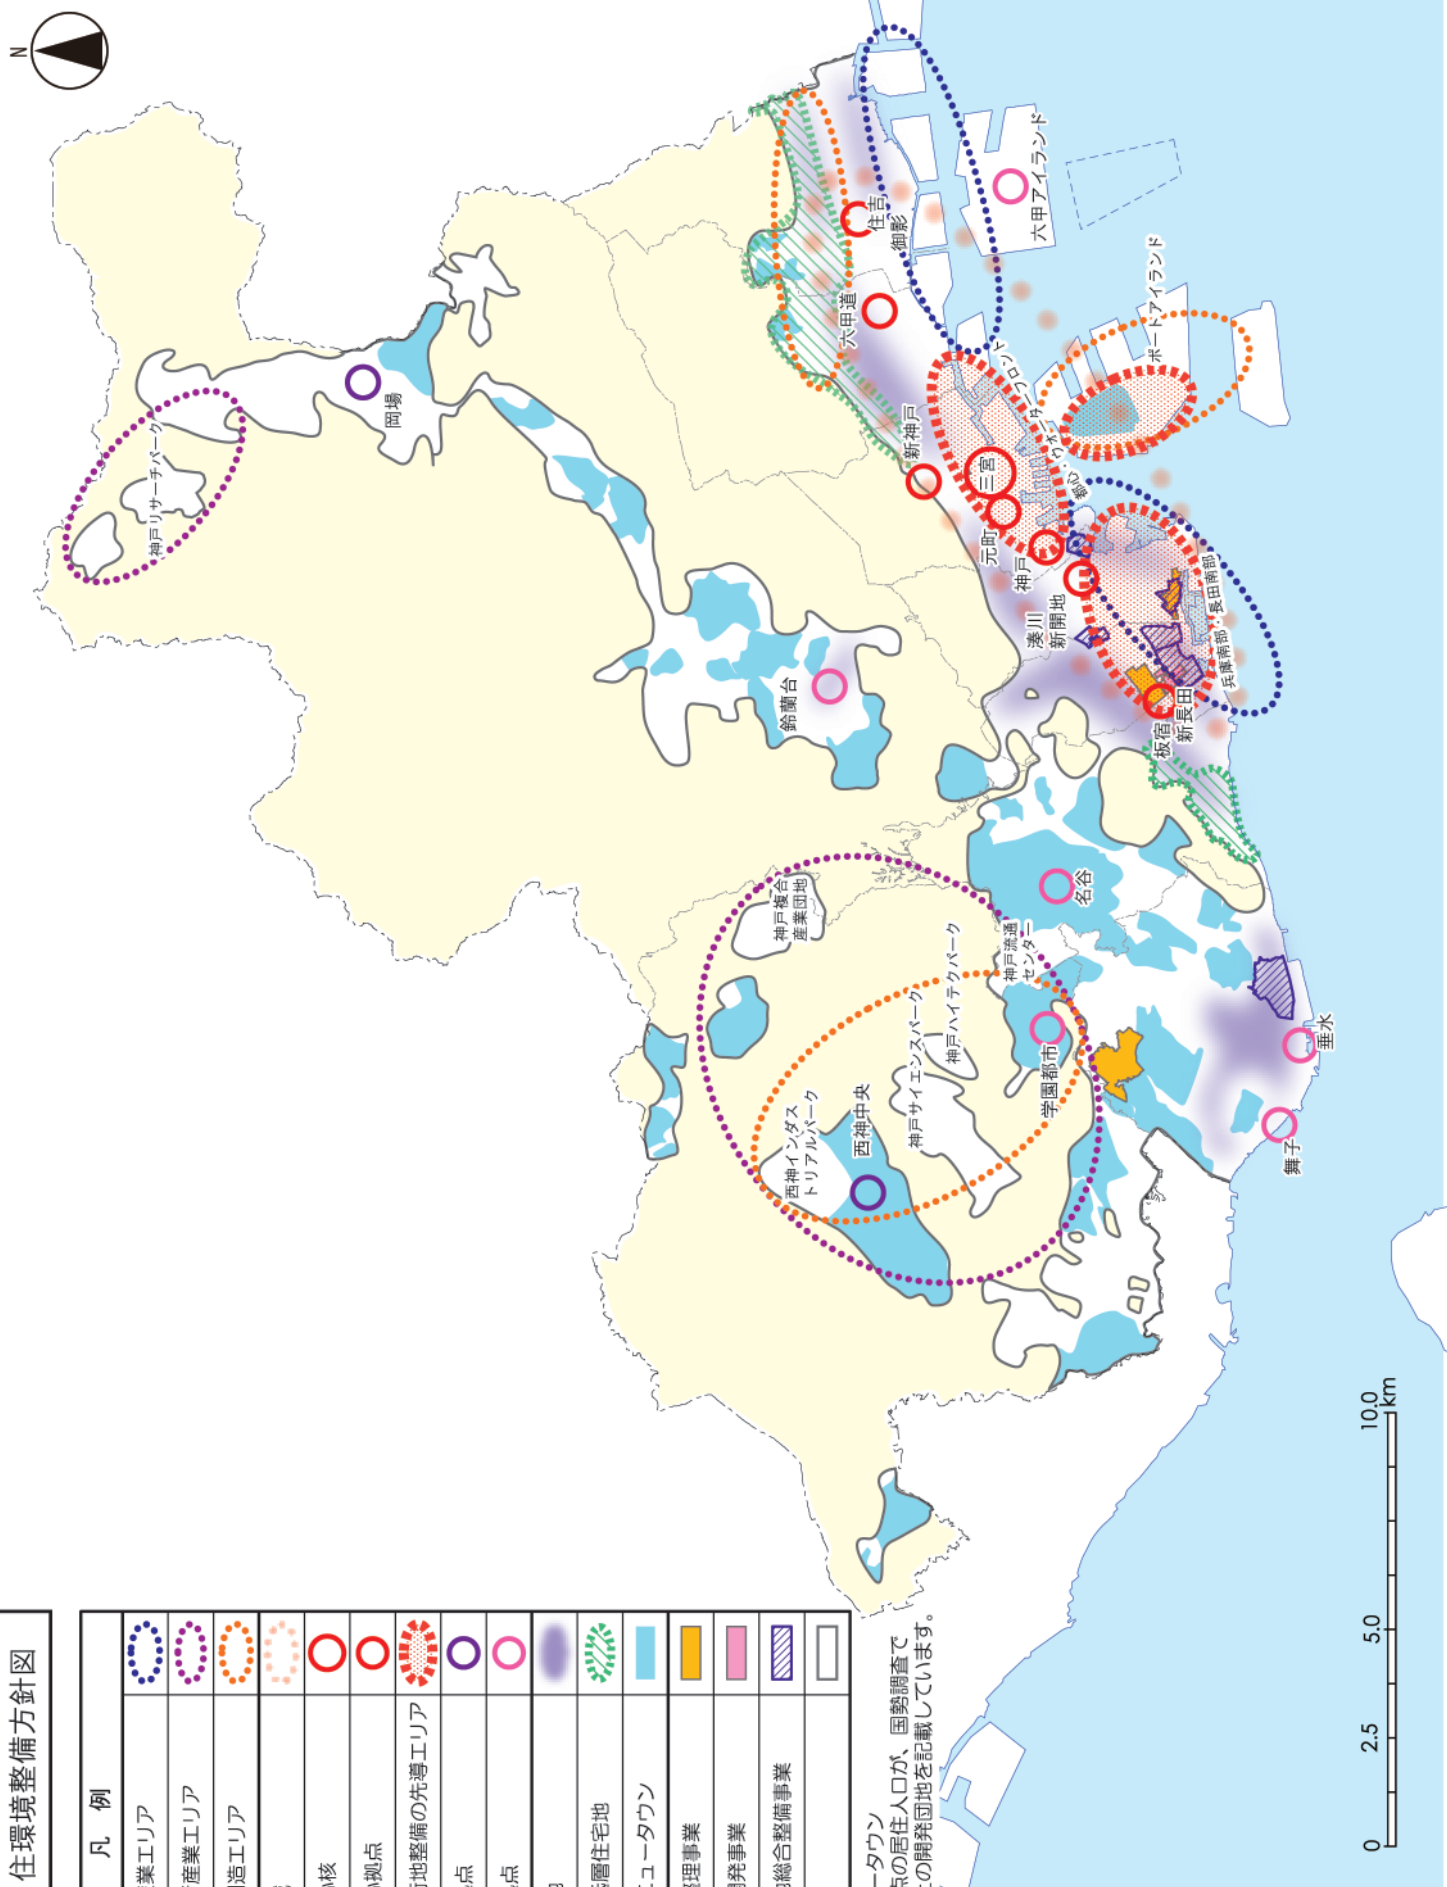 住環境整備方針図
凡 例
業エリア
産業エリア
造エリア
核
拠点
地整備の先導エリア
点
点
層住宅地
ュータウン
理事業
発事業
総合整備事業
ータウン
点の居住人口が、国勢調査で
の開発団地を記載しています。
N
神戸リサーチパーク
岡場
鈴蘭台
神戸複合
産業団地
西神インダス
トリアルパーク
西神中央
神戸サイエンスパーク
神戸ハイテクパーク
神戸流通
センター
学園都市
名谷
垂水
舞子
板宿
新長田
兵庫南部・長田南部
湊川
新開地
神戸
元町
三宮
新神戸
都心・ウォーターフロント
六甲道
住吉
御影
六甲アイランド
ポートアイランド
0
2.5
5.0
10.0
km